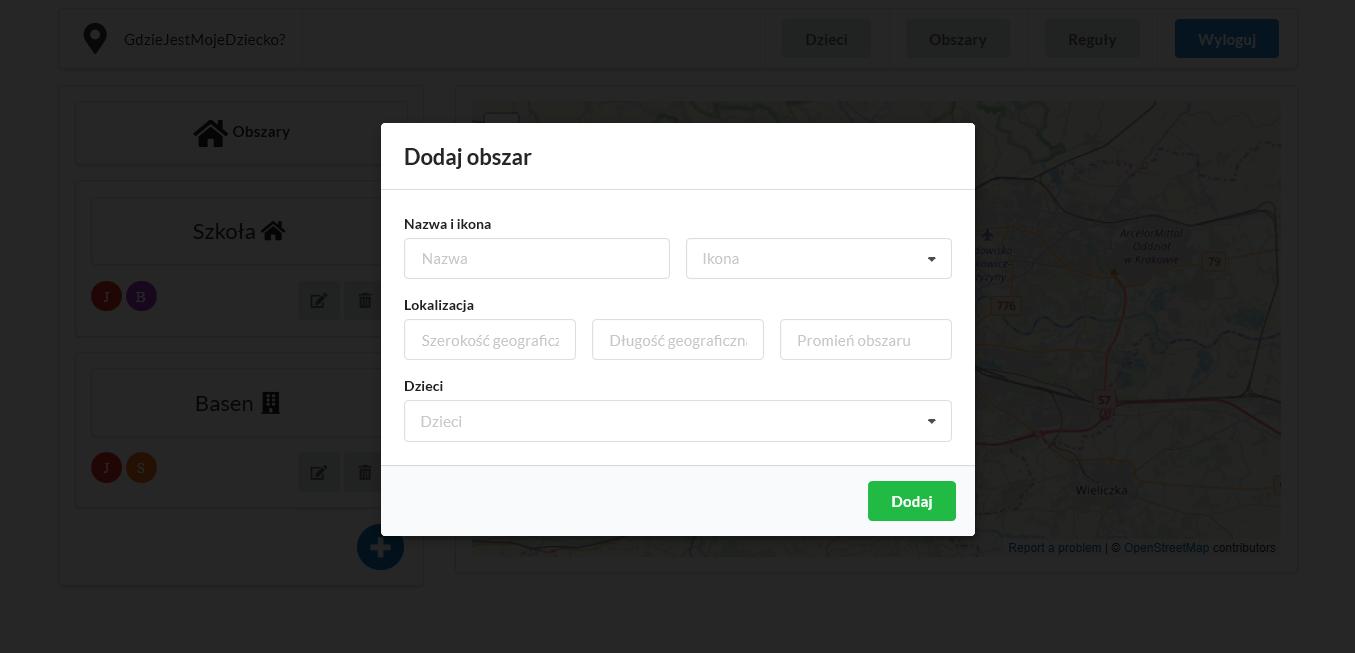 GdzieJestMojeDziecko?
Dzieci
Obszary
Reguły
Wyloguj
Obszary
Szkoła
J
B
Basen
J
S
Dodaj obszar
Nazwa i ikona
Nazwa
Ikona
Lokalizacja
Szerokość geograficz
Długość geograficzn
Promień obszaru
Dzieci
Dzieci
Dodaj
ArcelorMittal
Oddział
w Krakowie
79
776
S7
Wieliczka
Report a problem | © OpenStreetMap contributors